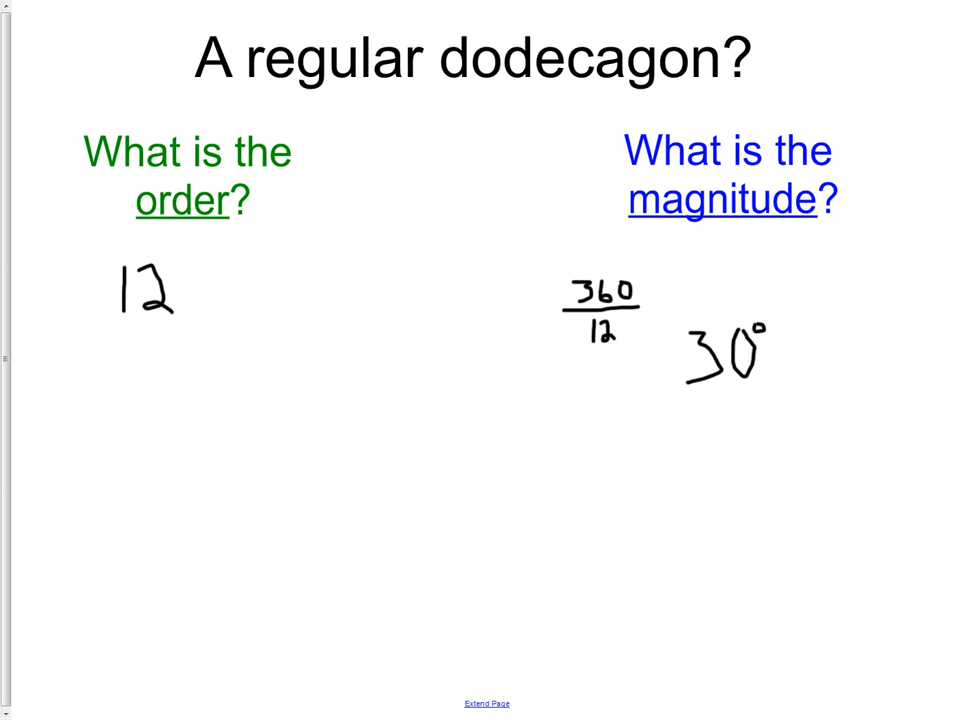 A regular dodecagon?
What is the
order?
12
What is the
magnitude?
360
12
30°
Extend Page